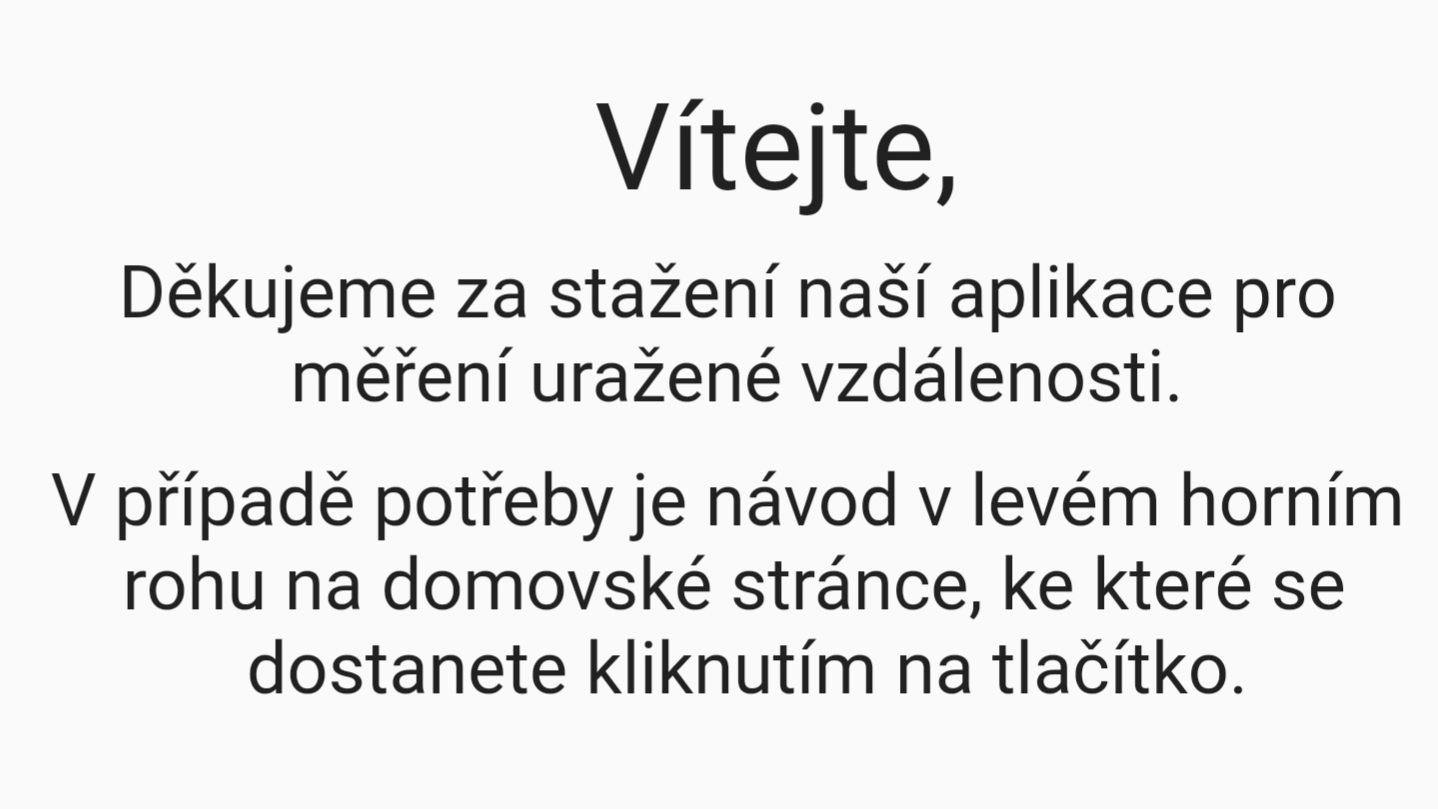 Vítejte,
Děkujeme za stažení naší aplikace pro
měření uražené vzdálenosti.
V případě potřeby je návod v levém horním
rohu na domovské stránce, ke které se
dostanete kliknutím na tlačítko.